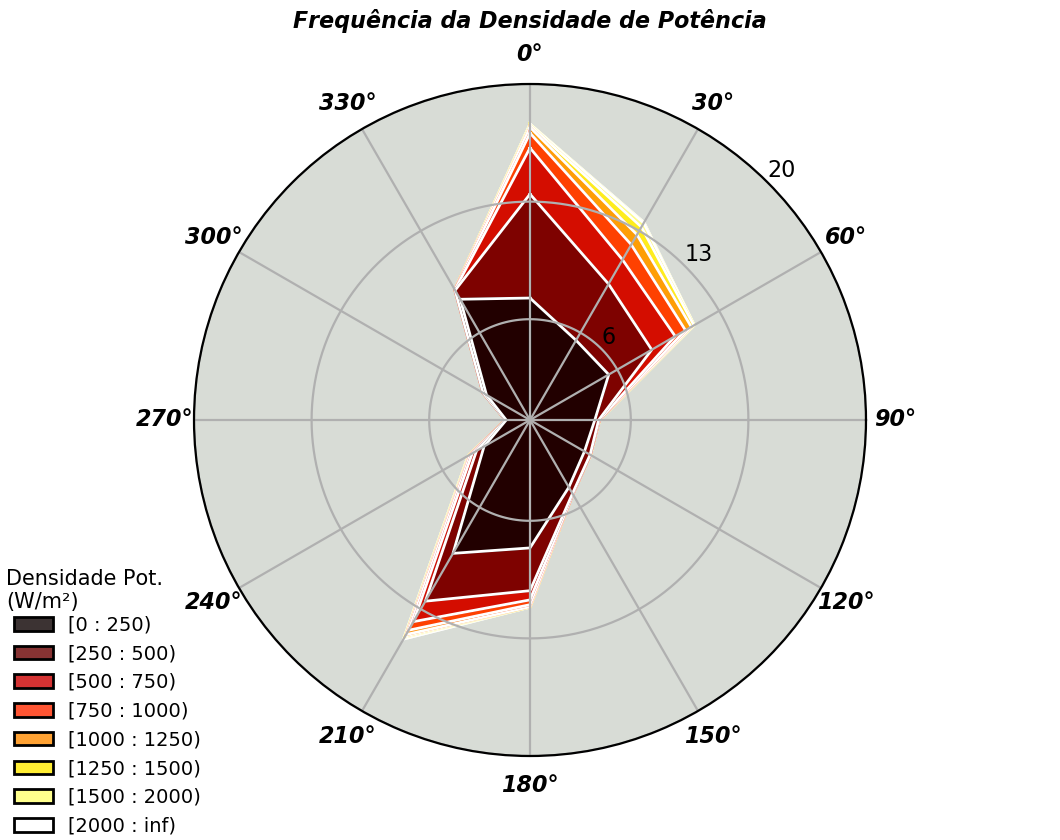 Frequência da Densidade de Potência
0°
330°
30°
20
300°
60°
13
6
270°
90°
240°
120°
210°
150°
180°
Densidade Pot.
(W/m²)
[0 : 250)
[250 : 500)
[500 : 750)
[750 : 1000)
[1000 : 1250)
[1250 : 1500)
[1500 : 2000)
[2000 : inf)